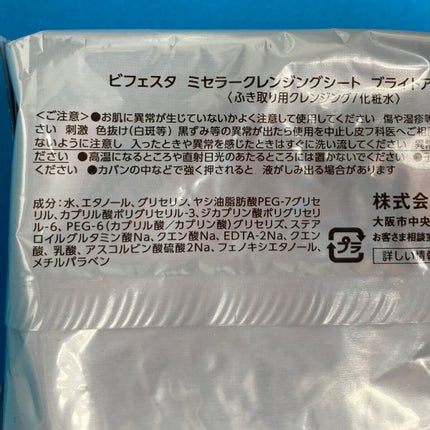 ビフェスタ ミセラークレンジングシート ブライトア
〈ふき取り用クレンジング/化粧水〉
〈ご注意〉●お肌に異常が生じていないかよく注意して使用してください 傷や湿疹等
さい 刺激 色抜け(白斑等) 黒ずみ等の異常が出たら使用を中止し皮フ科医へご相
ないように注意し 入ったときや異常を感じたときはすぐに洗い流してください 異
ださい ●高温になるところや直射日光のあたるところには置かないでください
ください ●カバンの中などで強く押されると 液がしみ出る場合があります
成分：水、エタノール、グリセリン、ヤシ油脂肪酸PEG-7グリセ
リル、カプリル酸ポリグリセリル-3、ジカプリン酸ポリグリセリ
ル-6、PEG-6(カプリル酸/カプリン酸)グリセリズ、ステア
ロイルグルタミン酸Na、クエン酸Na、EDTA-2Na、クエン
酸、乳酸、アスコルビン酸硫酸2Na、フェノキシエタノール、
メチルパラベン
株式会
大阪市中央
お客さま相談室
プラ
詳しい情報